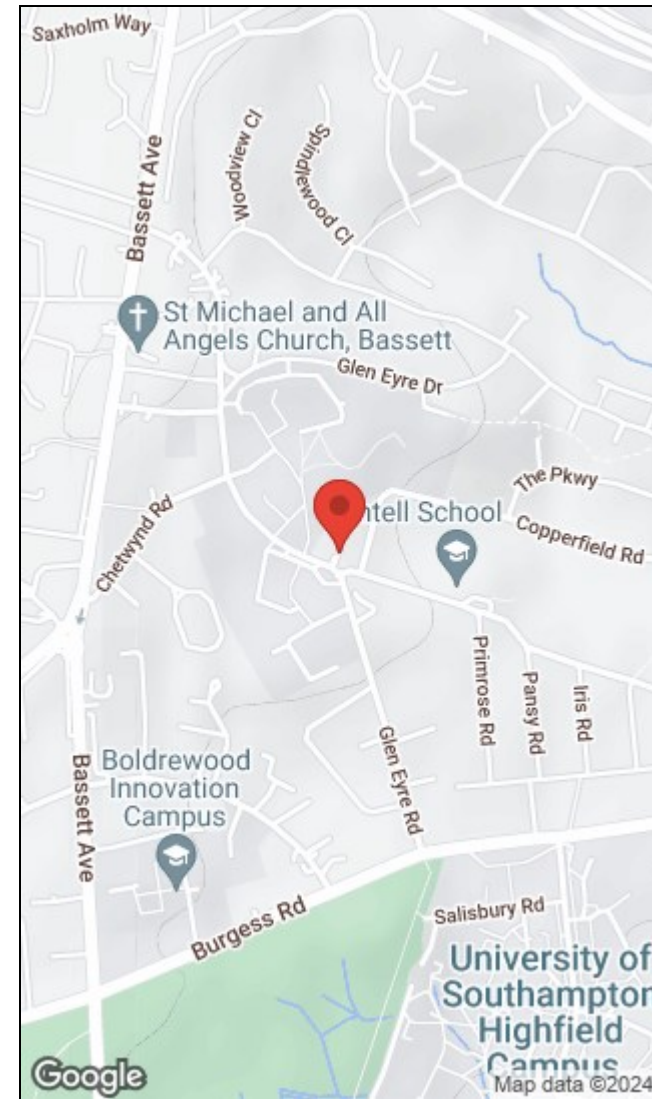 Saxholm Way
Bassett Ave
Woodview Cl
Spindlewood Cl
St Michael and All
Angels Church, Bassett
Glen Eyre Dr
The Pkwy
Chetwynd Rd
School
Copperfield Rd
Primrose Rd
Pansy Rd
Iris Rd
Glen Eyre Rd
Boldrewood
Innovation
Campus
Bassett Ave
Burgess Rd
Salisbury Rd
University of
Southampton
Highfield
Campus
Google
Map data ©2024